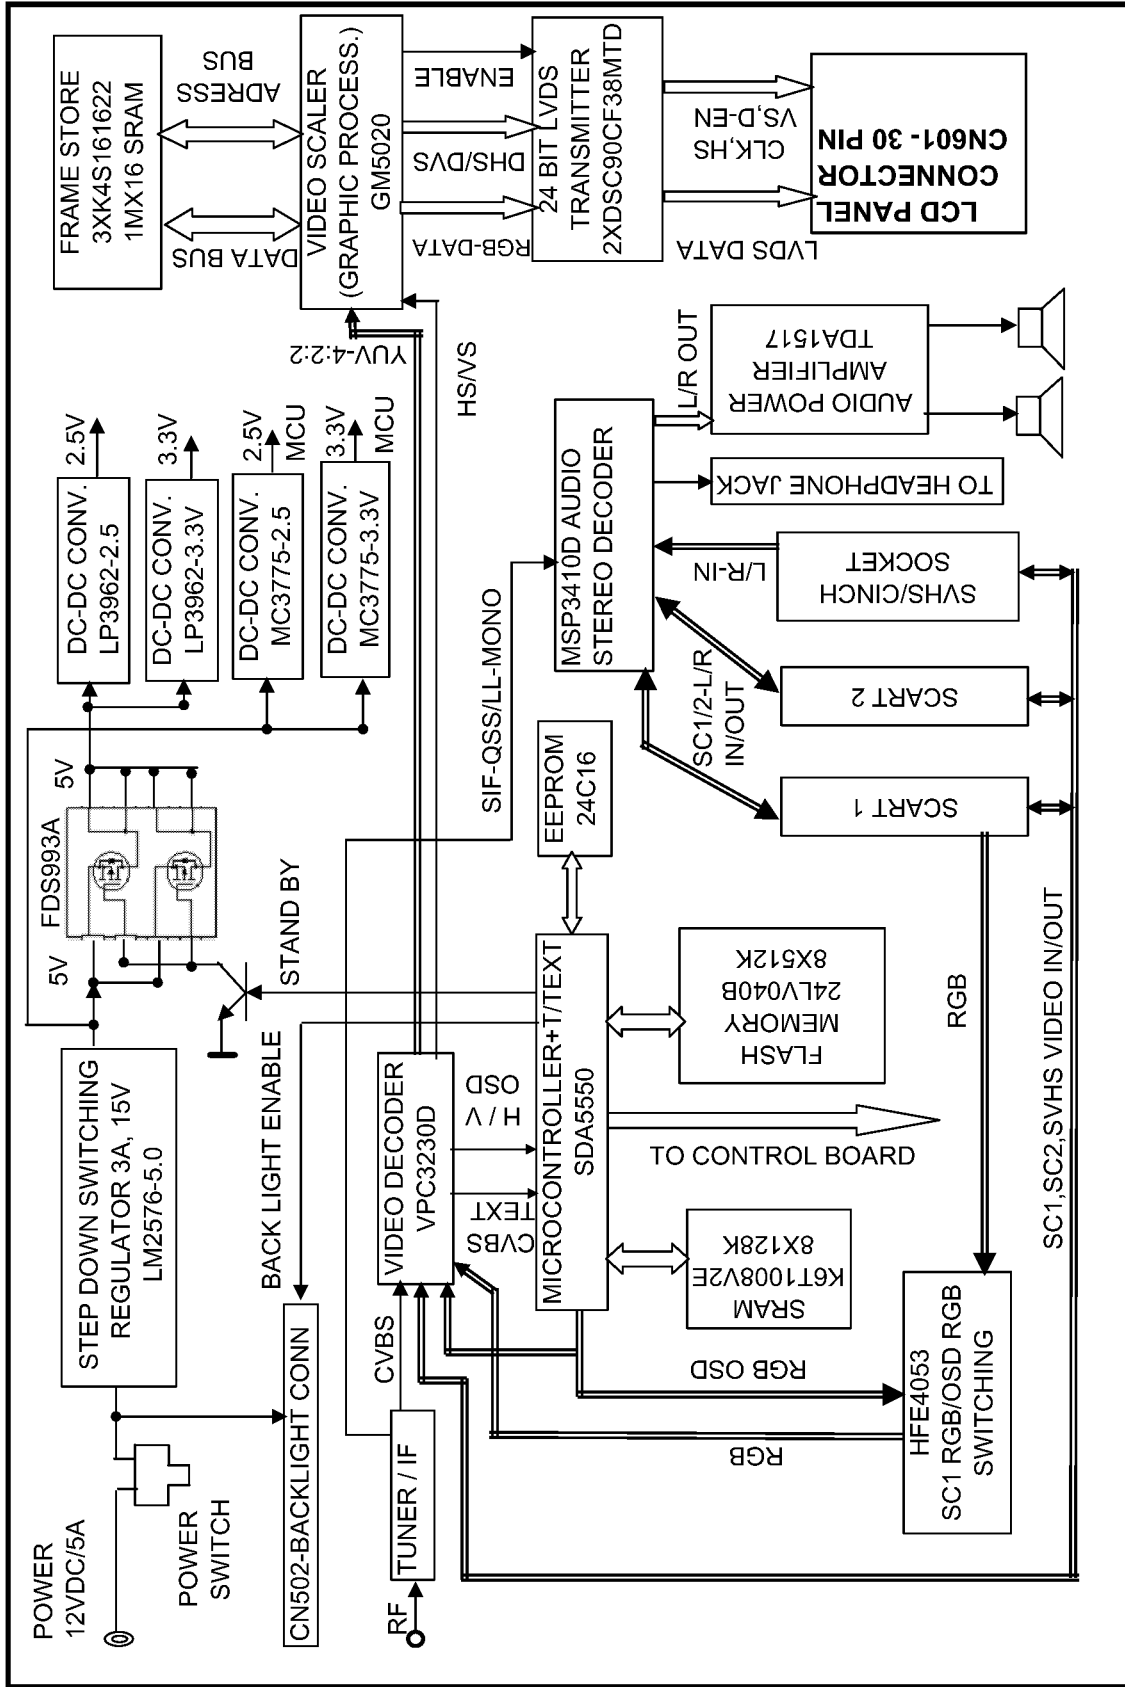 POWER
12VDC/5A
POWER
SWITCH
STEP DOWN SWITCHING
REGULATOR 3A, 15V
LM2576-5.0
5V
FDS993A
5V
STAND BY
BACK LIGHT ENABLE
CN502-BACKLIGHT CONN
DC-DC CONV.
LP3962-2.5
2.5V
DC-DC CONV.
LP3962-3.3V
3.3V
DC-DC CONV.
MC3775-2.5
2.5V
MCU
DC-DC CONV.
MC3775-3.3V
3.3V
MCU
FRAME STORE
3XK4S161622
1MX16 SRAM
ADRESS
BUS
DATA BUS
VIDEO SCALER
(GRAPHIC PROCESS.)
GM5020
YUV-4:2:2
HS/VS
ENABLE
DHS/DVS
RGB-DATA
24 BIT LVDS
TRANSMITTER
2XDSC90CF38MTD
CLK,HS
VS,D-EN
LVDS DATA
LCD PANEL
CONNECTOR
CN601- 30 PIN
RF
TUNER / IF
CVBS
SIF-QSS/LL-MONO
VIDEO DECODER
VPC3230D
H / V
OSD
CVBS
TEXT
MICROCONTROLLER+T/TEXT
SDA5550
EEPROM
24C16
MSP3410D AUDIO
STEREO DECODER
L/R OUT
AUDIO POWER
AMPLIFIER
TDA1517
TO HEADPHONE JACK
L/R-IN
SVHS/CINCH
SOCKET
SC1/2-L/R
IN/OUT
SCART 2
SCART 1
SRAM
K6T1008V2E
8X128K
TO CONTROL BOARD
FLASH
MEMORY
24LV040B
8X512K
RGB OSD
RGB
RGB
HFE4053
SC1 RGB/OSD RGB
SWITCHING
SC1,SC2,SVHS VIDEO IN/OUT